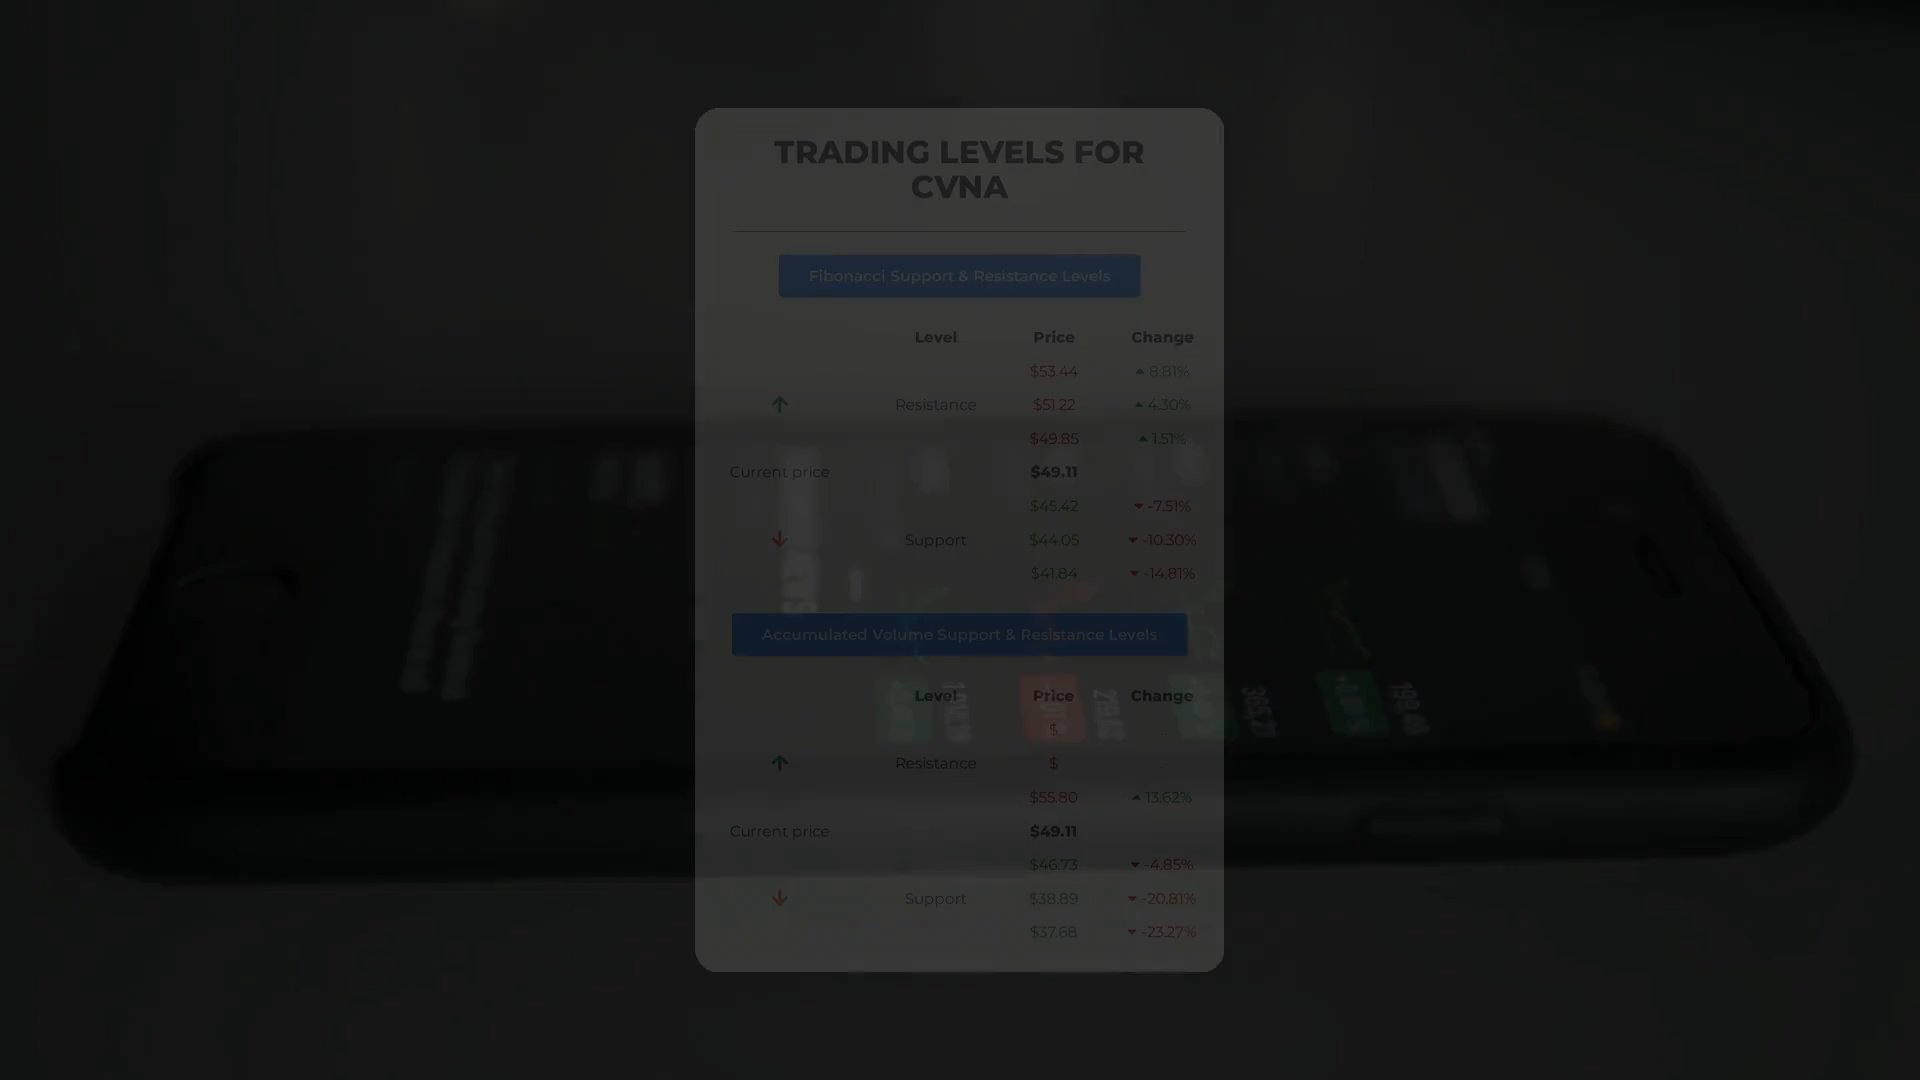 TRADING LEVELS FOR
CVNA
Fibonacci Support & Resistance Levels
Level Price Change
$53.44 8.81%
Resistance $51.22 4.30%
$49.85 1.51%
Current price $49.11
$45.42 -7.51%
Support $44.05 -10.30%
$41.84 -14.81%
Accumulated Volume Support & Resistance Levels
Level Price Change
$
Resistance $
$55.80 13.62%
Current price $49.11
$46.73 -4.85%
Support $38.89 -20.81%
$37.68 -23.27%